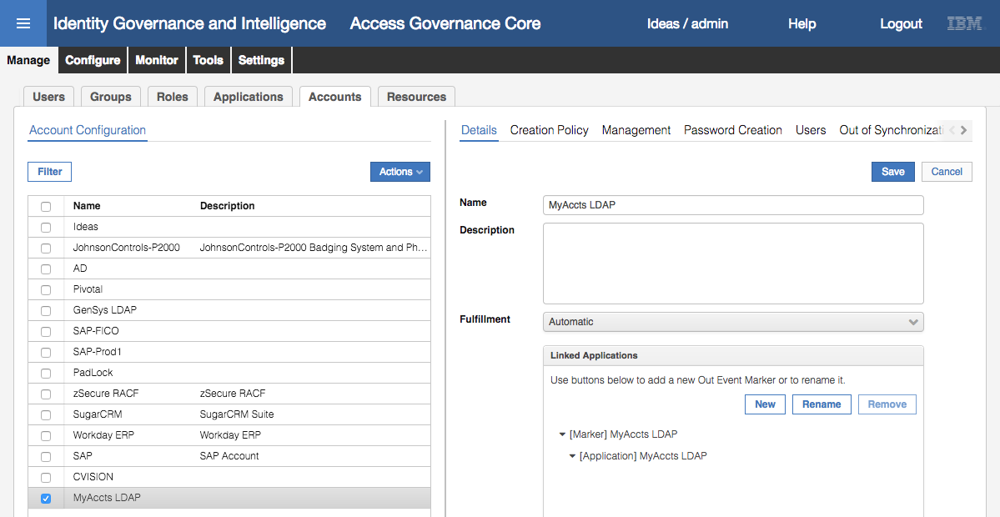 Identity Governance and Intelligence Access Governance Core Ideas / admin Help Logout IBM
Manage Configure Monitor Tools Settings
Users Groups Roles Applications Accounts Resources
Account Configuration
Filter Actions
Name Description
Ideas
JohnsonControls-P2000 JohnsonControls-P2000 Badging System and Ph...
AD
Pivotal
GenSys LDAP
SAP-FICO
SAP-Prod1
PadLock
zSecure RACF zSecure RACF
SugarCRM SugarCRM Suite
Workday ERP Workday ERP
SAP SAP Account
CVISION
MyAccts LDAP
Details Creation Policy Management Password Creation Users Out of Synchronizati
Save Cancel
Name MyAccts LDAP
Description
Fulfillment Automatic
Linked Applications
Use buttons below to add a new Out Event Marker or to rename it.
New Rename Remove
[Marker] MyAccts LDAP
[Application] MyAccts LDAP